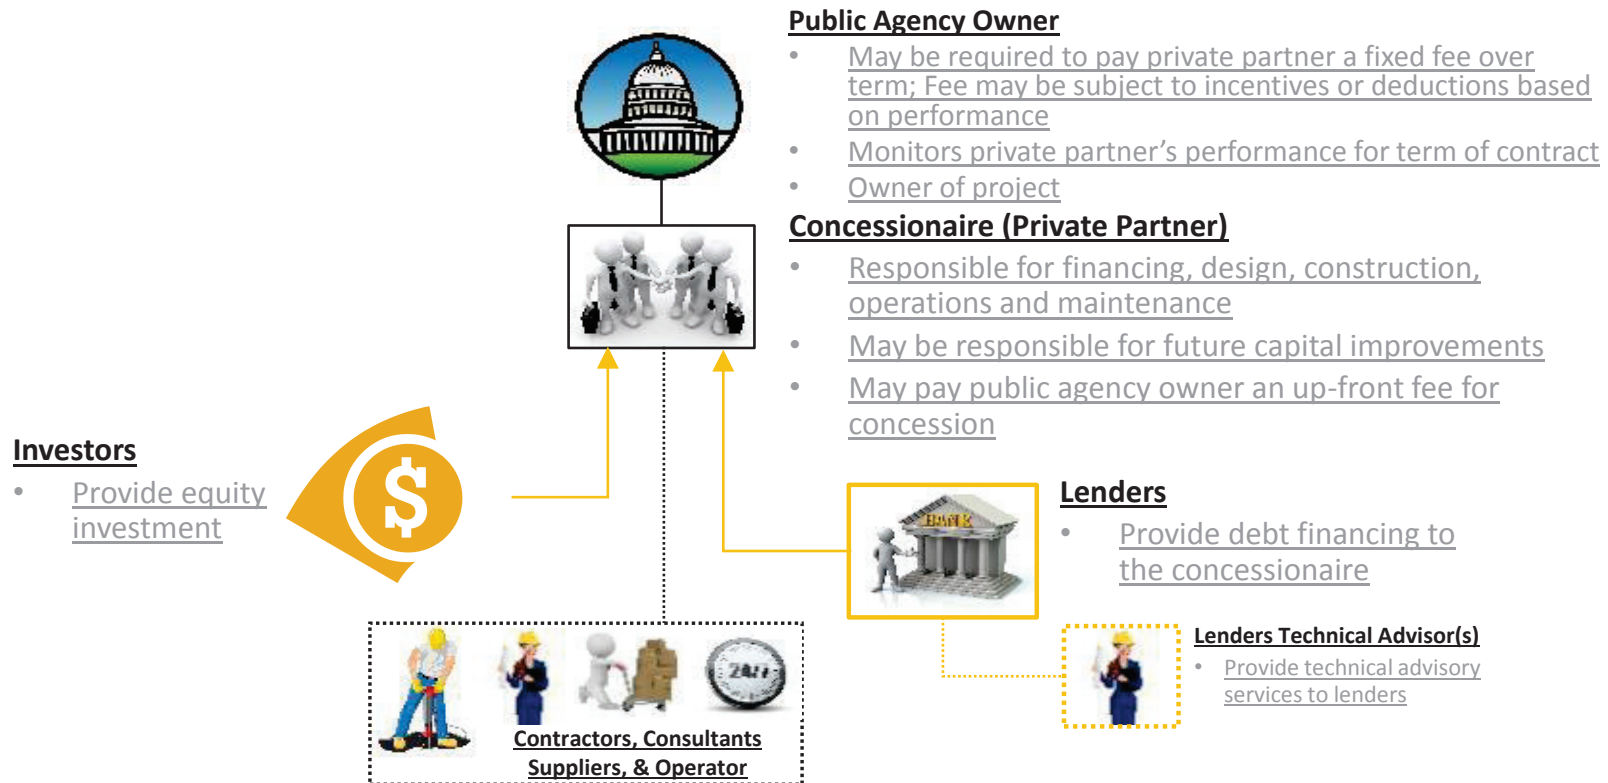 Public Agency Owner
• May be required to pay private partner a fixed fee over
term; Fee may be subject to incentives or deductions based
on performance
• Monitors private partner’s performance for term of contract
• Owner of project
Concessionaire (Private Partner)
• Responsible for financing, design, construction,
operations and maintenance
• May be responsible for future capital improvements
• May pay public agency owner an up-front fee for
concession
Investors
• Provide equity
investment
$
BANK
Lenders
• Provide debt financing to
the concessionaire
Lenders Technical Advisor(s)
• Provide technical advisory
services to lenders
24/7
Contractors, Consultants
Suppliers, & Operator